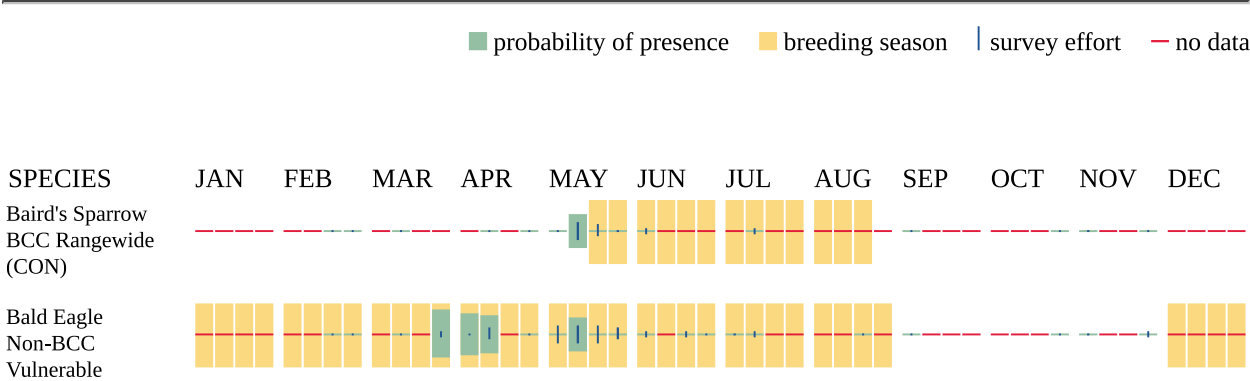 probability of presence breeding season survey effort no data
SPECIES JAN FEB MAR APR MAY JUN JUL AUG SEP OCT NOV DEC
Baird's Sparrow
BCC Rangewide
(CON)
Bald Eagle
Non-BCC
Vulnerable